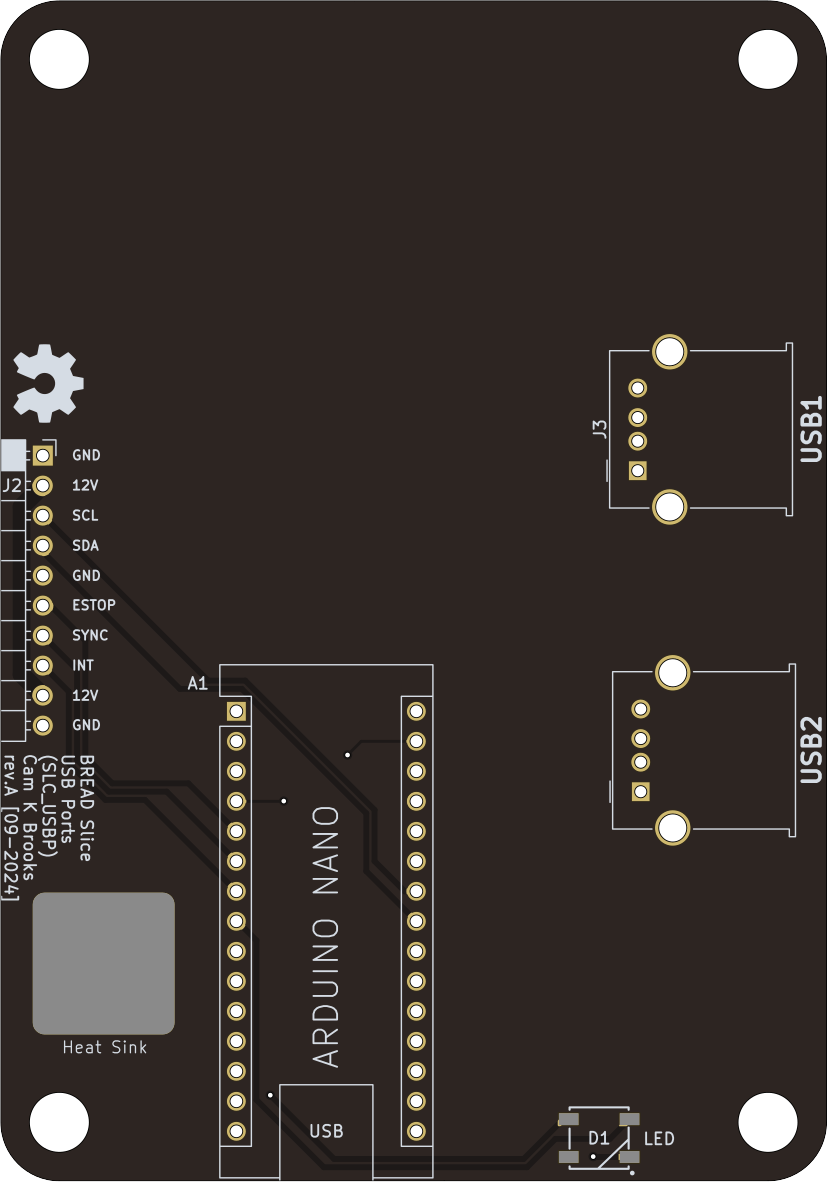 J3
USB1
J2
GND
12V
SCL
SDA
GND
ESTOP
SYNC
INT
12V
GND
A1
USB2
BREAD Slice
USB Ports
(SLC_USBP)
Cam K Brooks
rev.A [09-2024]
ARDUINO NANO
Heat Sink
USB
D1
LED